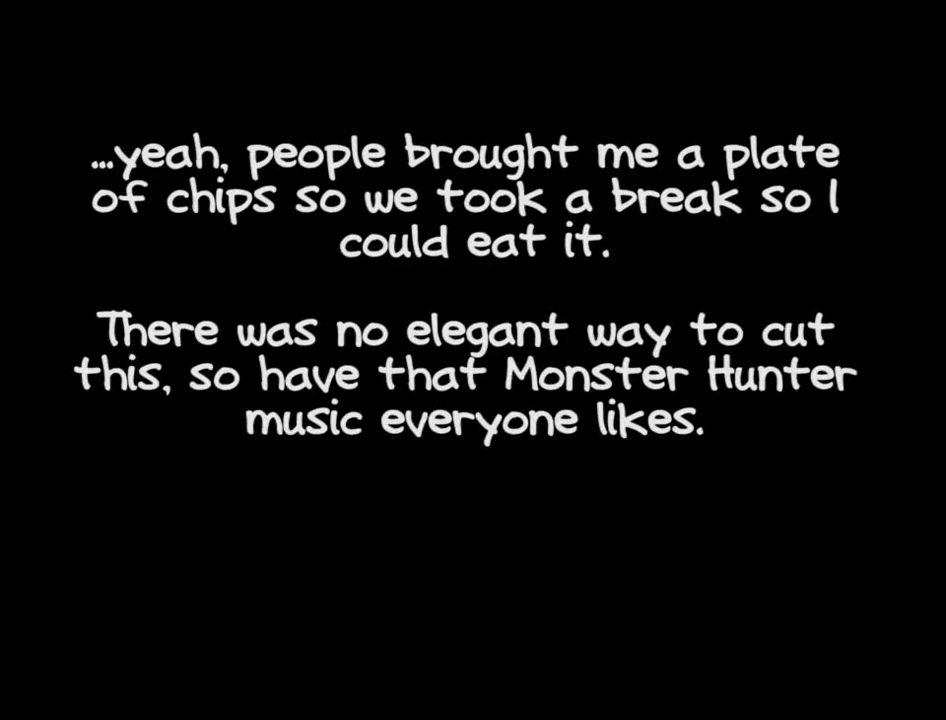 ...yeah, people brought me a plate
of chips so we took a break so I
could eat it.
There was no elegant way to cut
this, so have that Monster Hunter
music everyone likes.